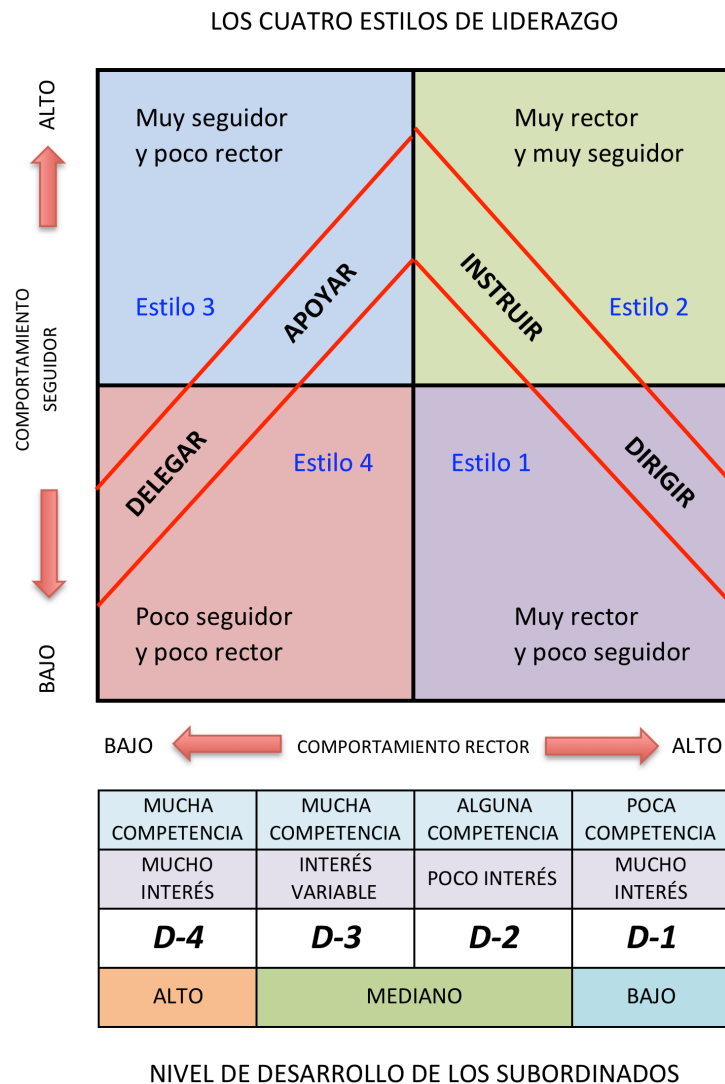 LOS CUATRO ESTILOS DE LIDERAZGO
ALTO
COMPORTAMIENTO
SEGUIDOR
BAJO
Muy seguidor
y poco rector
Estilo 3
APOYAR
Muy rector
y muy seguidor
INSTRUIR
Estilo 2
DELEGAR
Estilo 4
Poco seguidor
y poco rector
Estilo 1
DIRIGIR
Muy rector
y poco seguidor
BAJO
COMPORTAMIENTO RECTOR
ALTO
MUCHA
COMPETENCIA
MUCHA
COMPETENCIA
ALGUNA
COMPETENCIA
POCA
COMPETENCIA
MUCHO
INTERÉS
INTERÉS
VARIABLE
POCO INTERÉS
MUCHO
INTERÉS
D-4
D-3
D-2
D-1
ALTO
MEDIANO
BAJO
NIVEL DE DESARROLLO DE LOS SUBORDINADOS